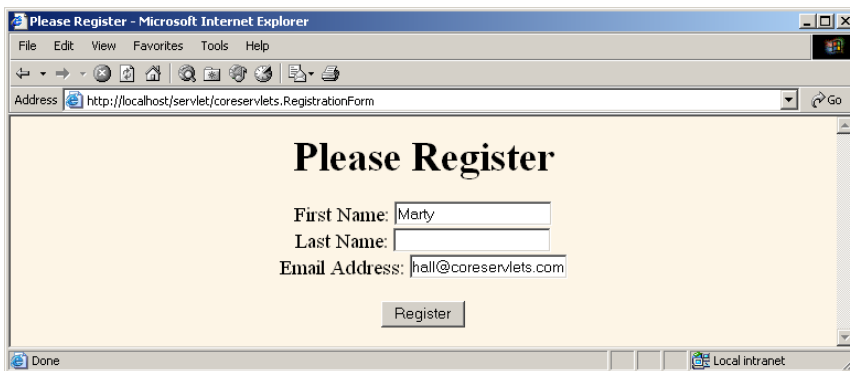 Please Register - Microsoft Internet Explorer
File Edit View Favorites Tools Help
Address http://localhost/servlet/coreservlets.RegistrationForm Go
Please Register
First Name: Marty
Last Name:
Email Address: hall@coreservlets.com
Register
Done Local intranet